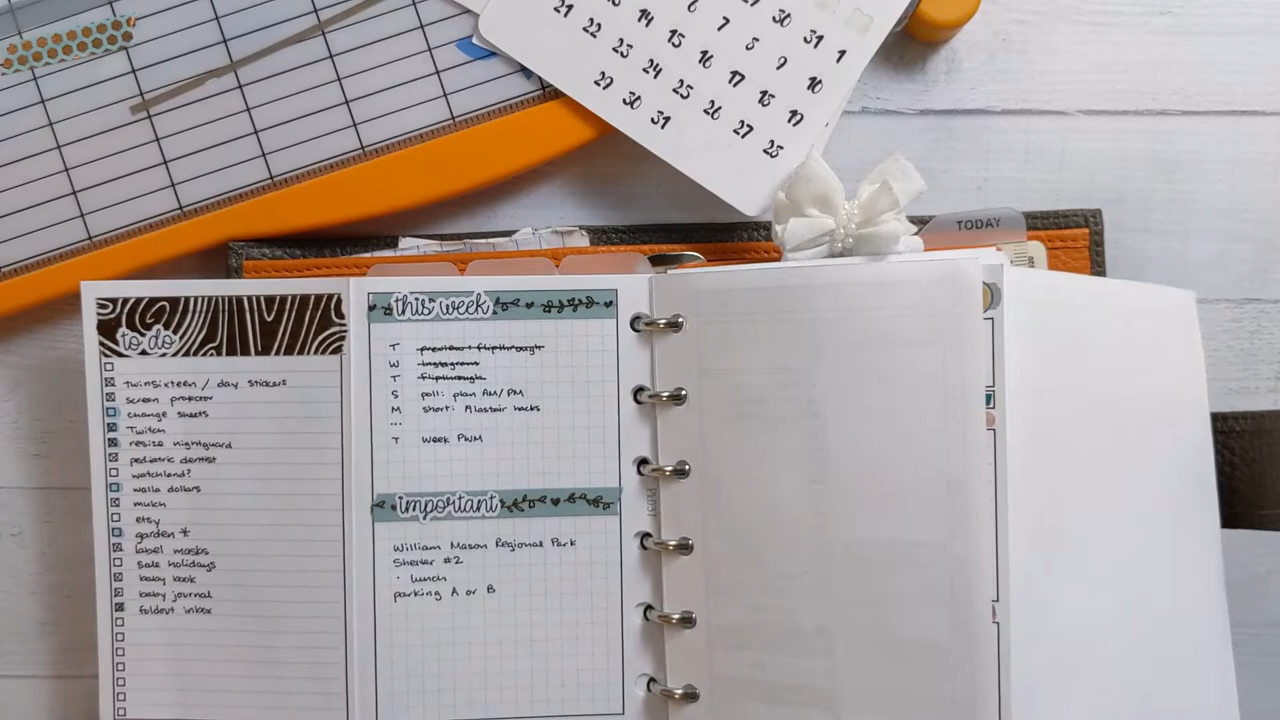 30
6 31
21 14 7 1
22 15 8
23 16 9
24 17 10
29 25 18
30 26 19
31 27
28
TODAY
to do
twinsixteen / day stickers
screen projector
change sheets
Twitch
resize nightguard
pediatric dentist
watchland?
walla dollars
mulch
etsy
garden *
label masks
sale holidays
baby book
baby journal
foldout inbox
this week
T preview + flipthrough
W Instagram
T flipthrough
S poll: plan AM/PM
M short: Alastair hacks
...
T Week PWM
important
William Mason Regional Park
Shelter #2
· lunch
parking A or B
PL037